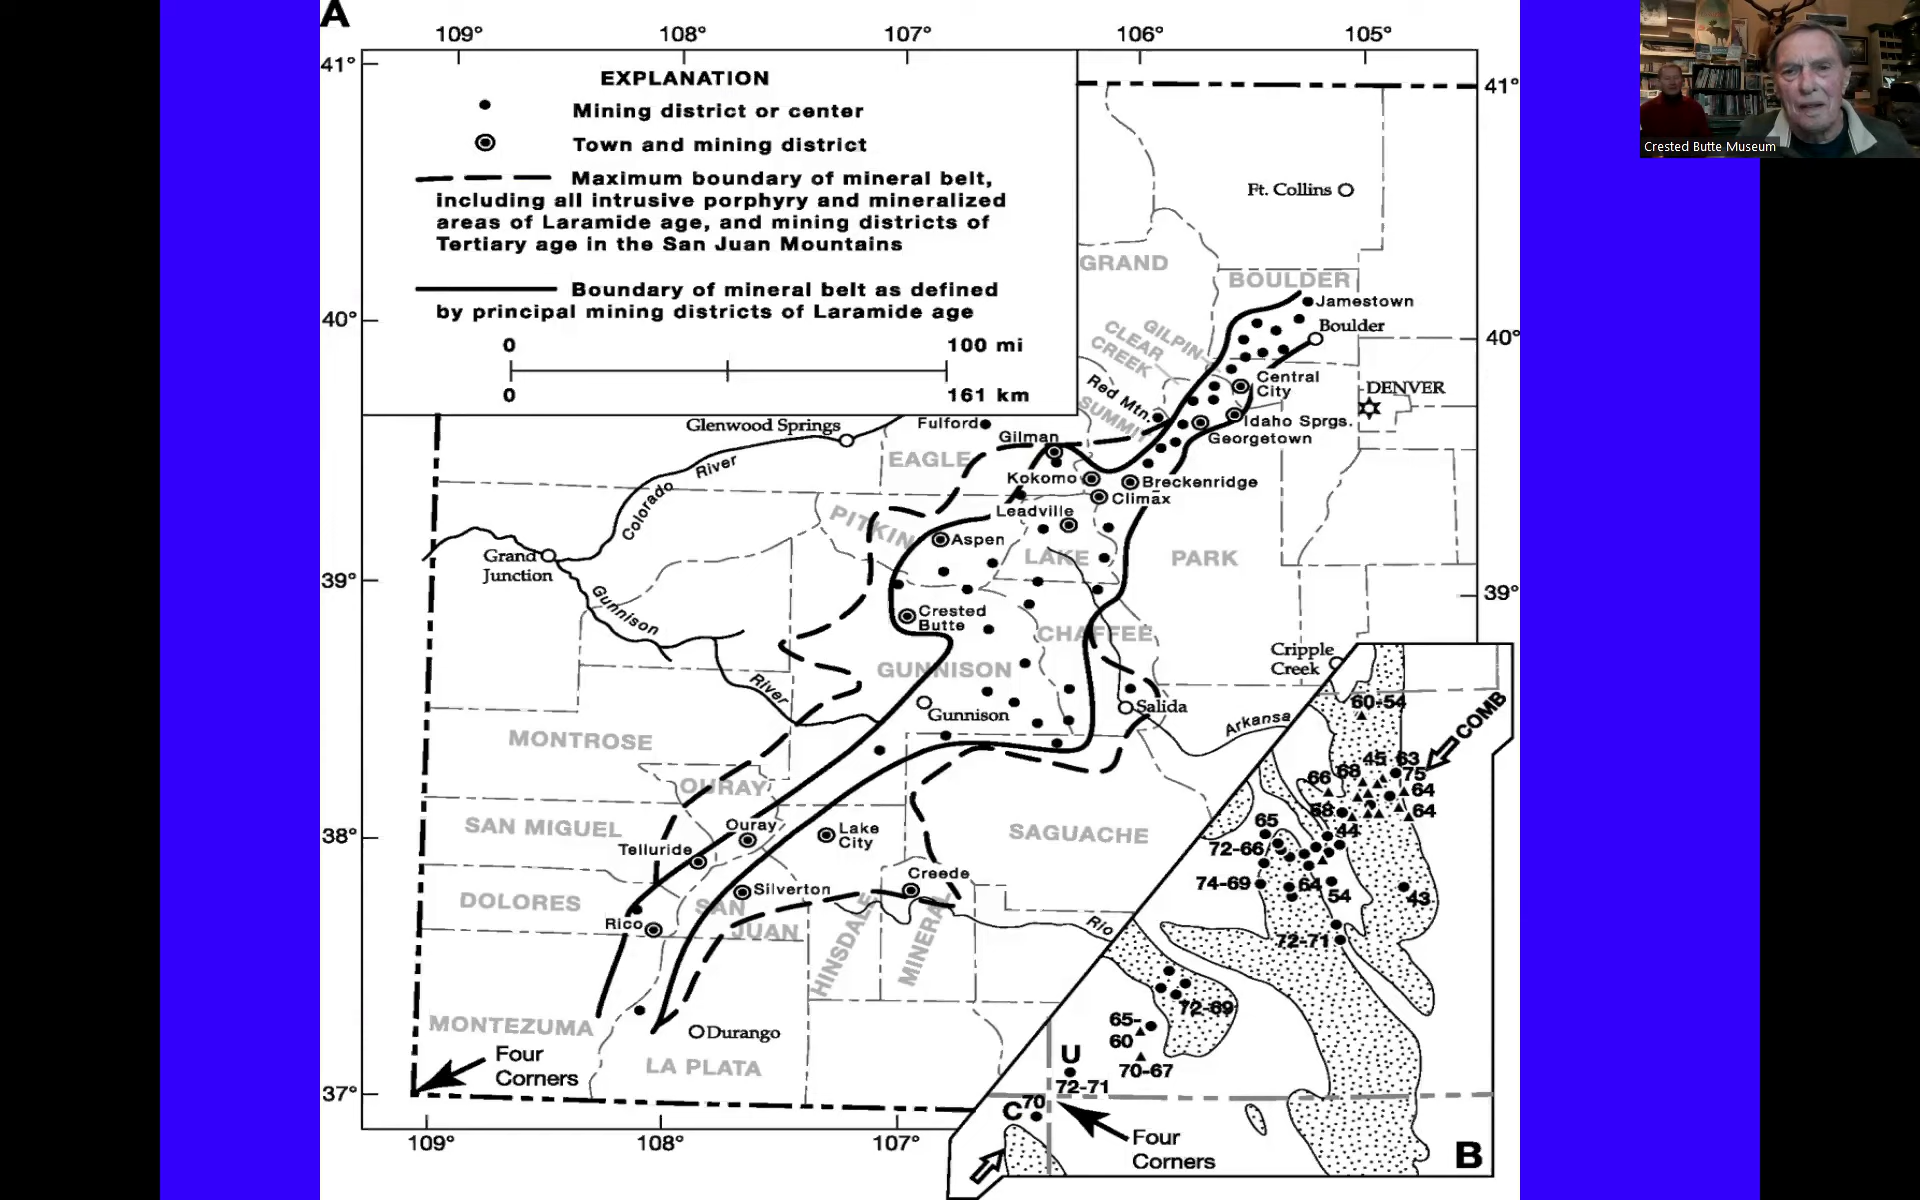 A
109°
108°
107°
106°
105°
41°
41°
EXPLANATION
Mining district or center
Town and mining district
Maximum boundary of mineral belt,
including all intrusive porphyry and mineralized
areas of Laramide age, and mining districts of
Tertiary age in the San Juan Mountains
Boundary of mineral belt as defined
by principal mining districts of Laramide age
0
100 mi
0
161 km
Crested Butte Museum
Ft. Collins
GRAND
BOULDER
Jamestown
Boulder
40°
40°
GILPIN
CLEAR
CREEK
Red Mtn.
SUMMIT
Central
City
DENVER
Idaho Sprgs.
Georgetown
Glenwood Springs
Fulford
Gilman
EAGLE
Colorado River
Kokomo
Breckenridge
Climax
Leadville
PITKIN
Aspen
LAKE
PARK
Grand
Junction
39°
39°
Gunnison
River
Crested
Butte
CHAFFEE
GUNNISON
Cripple
Creek
Gunnison
Salida
Arkansa
MONTROSE
OURAY
SAN MIGUEL
Ouray
Lake
City
SAGUACHE
38°
Telluride
Creede
DOLORES
Silverton
SAN
JUAN
Rico
HINSDALE
MINERAL
Rio
MONTEZUMA
Durango
LA PLATA
Four
Corners
37°
109°
108°
107°
60-54
COMB
45
63
66
68
75
64
68
64
65
44
72-66
74-69
64
54
43
72-71
72-69
65-
60
70-67
U
72-71
C
70
Four
Corners
B